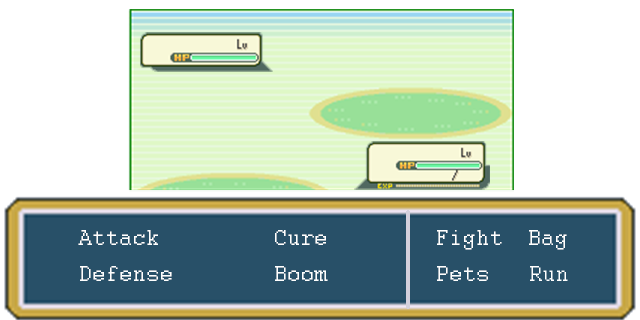 Lv
HP
Lv
HP
/
EXP
Attack Cure Fight Bag
Defense Boom Pets Run